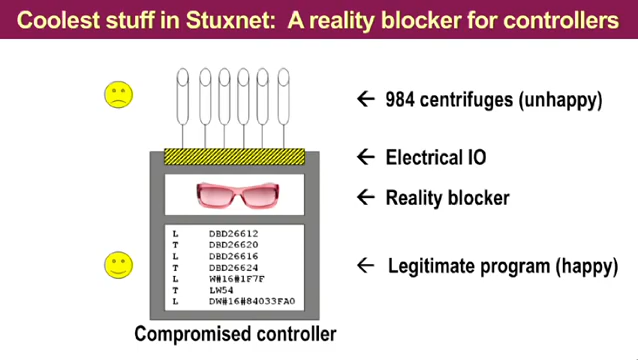 Coolest stuff in Stuxnet: A reality blocker for controllers
← 984 centrifuges (unhappy)
← Electrical IO
← Reality blocker
L DBD26612
T DBD26620
L DBD26616
T DBD26624
L W#16#1F7F
T LW54
L DW#16#84033FA0
← Legitimate program (happy)
Compromised controller